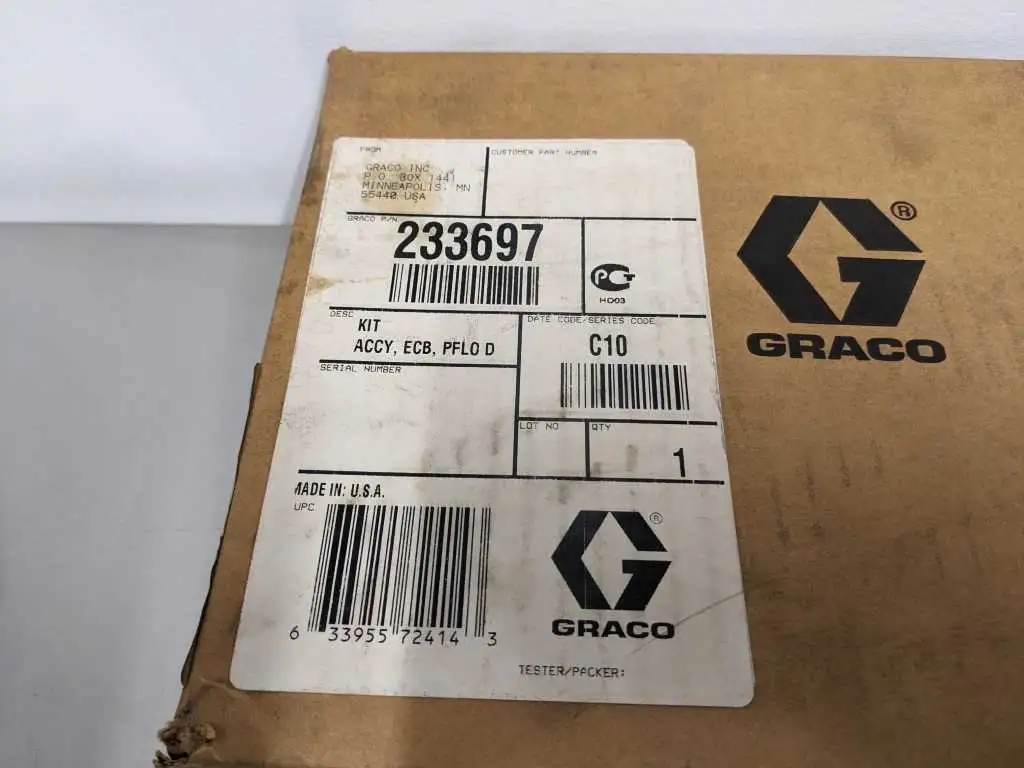 FROM
GRACO INC
P.O. BOX 1441
MINNEAPOLIS, MN
55440 USA
CUSTOMER PART NUMBER
GRACO P/N
233697
PCT
HO03
DESC
KIT
ACCY, ECB, PFLO D
DATE CODE/SERIES CODE
C10
SERIAL NUMBER
LOT NO
QTY
1
MADE IN: U.S.A.
UPC
6 33955 72414 3
G
®
GRACO
TESTER/PACKER:
G
®
GRACO